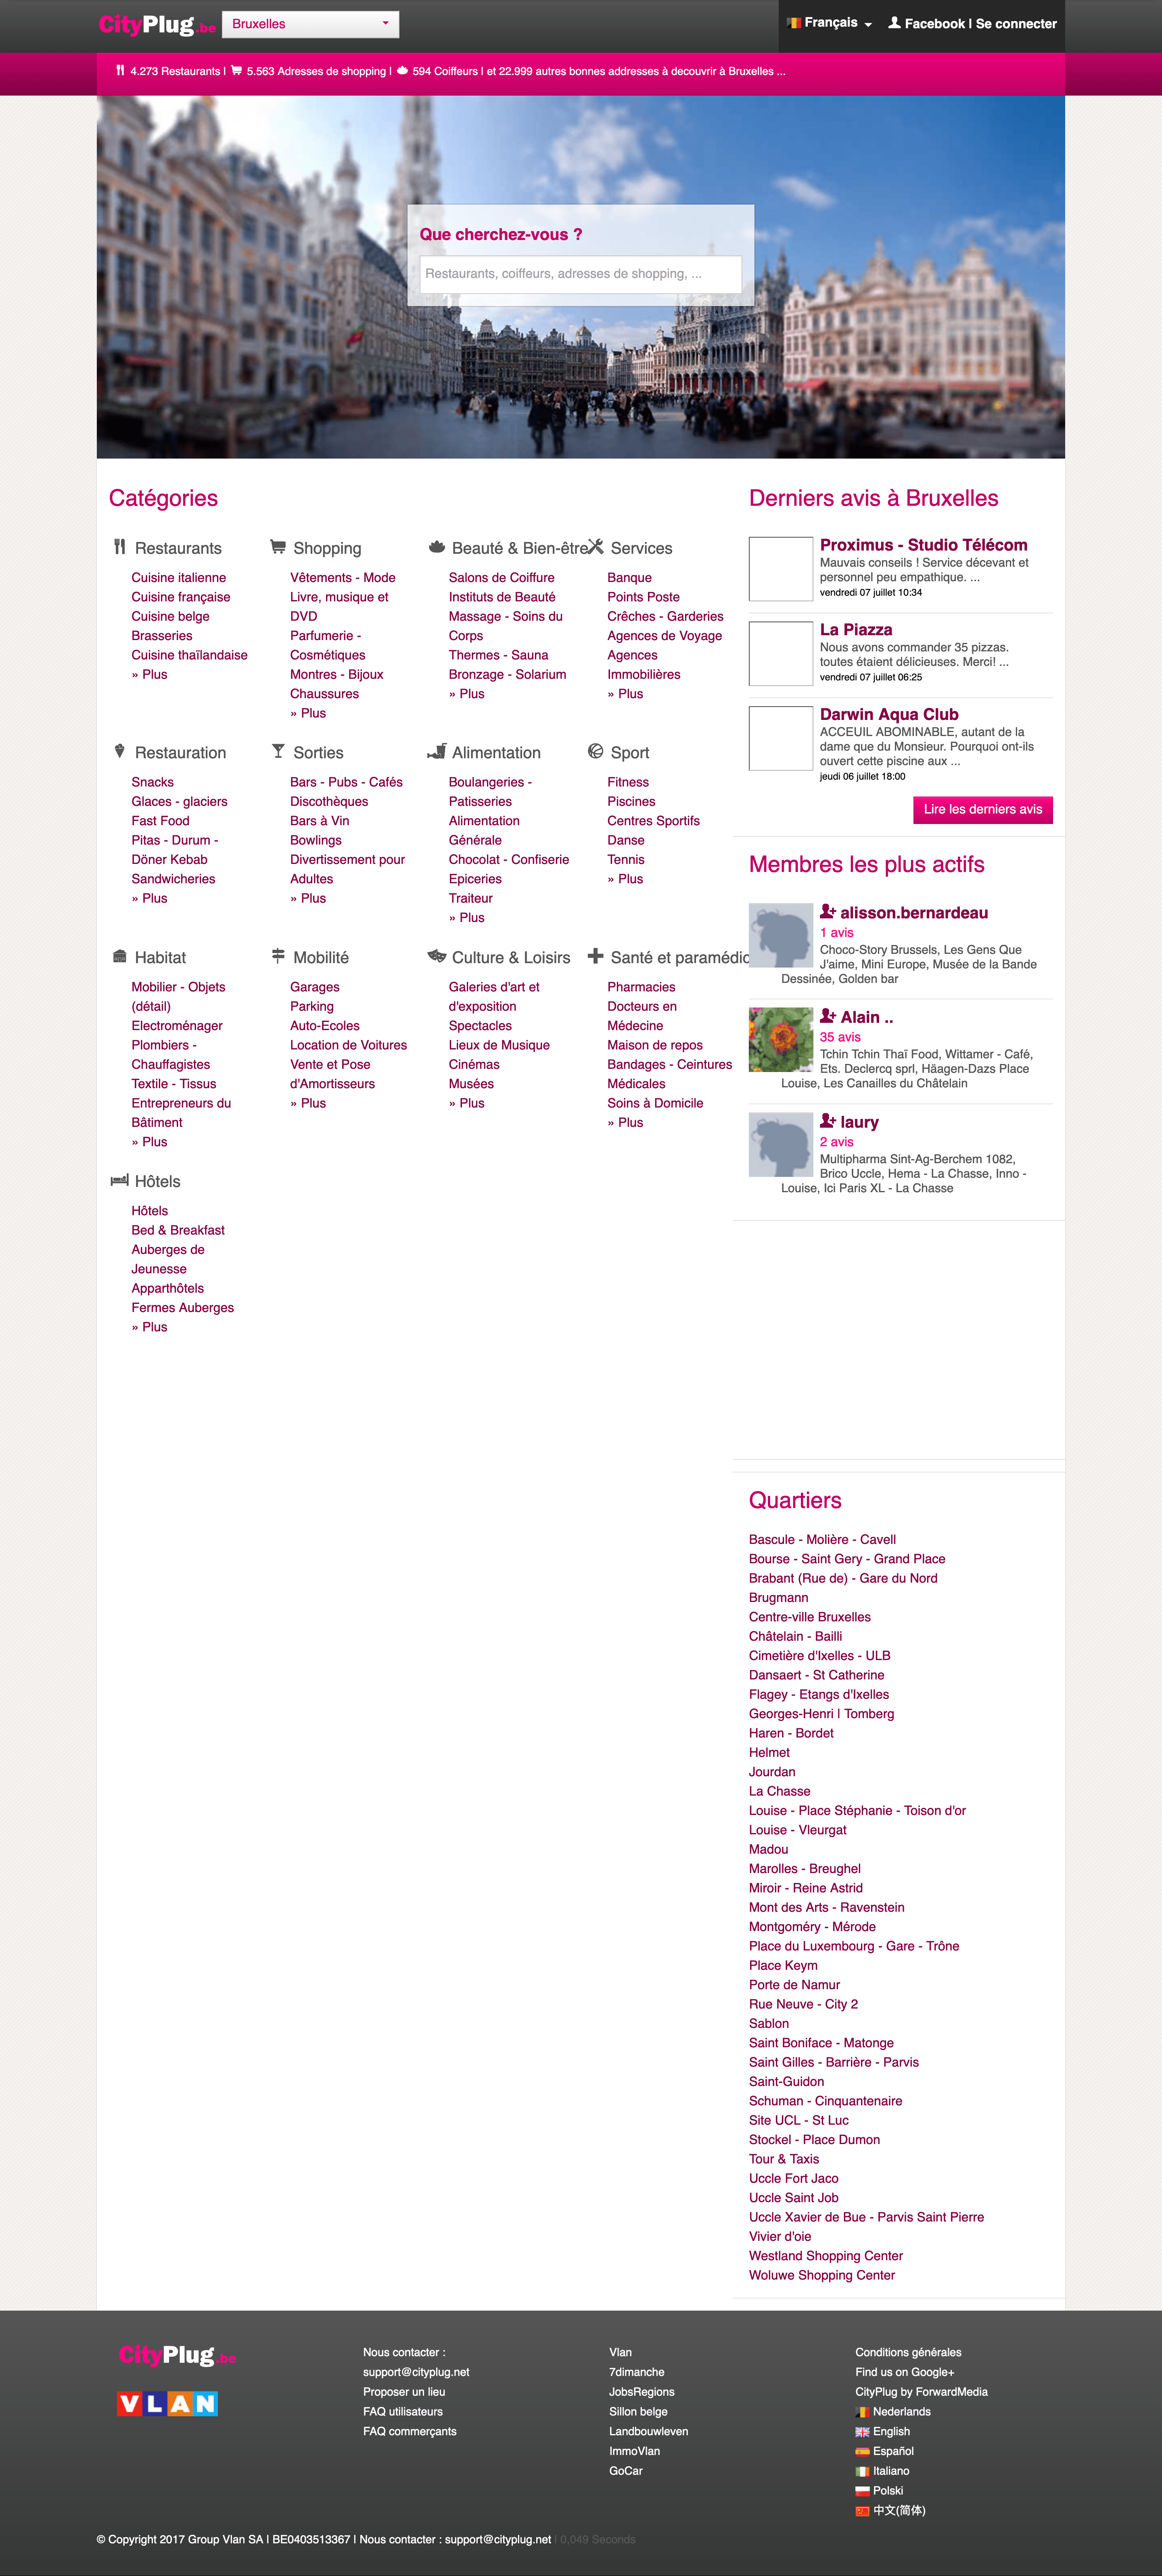 CityPlug.be
Bruxelles
Français
Facebook | Se connecter
4.273 Restaurants | 5.563 Adresses de shopping | 594 Coiffeurs | et 22.999 autres bonnes addresses à decouvrir à Bruxelles ...
Que cherchez-vous ?
Restaurants, coiffeurs, adresses de shopping, ...
Catégories
Restaurants
Cuisine italienne
Cuisine française
Cuisine belge
Brasseries
Cuisine thaïlandaise
» Plus
Shopping
Vêtements - Mode
Livre, musique et
DVD
Parfumerie -
Cosmétiques
Montres - Bijoux
Chaussures
» Plus
Beauté & Bien-être
Salons de Coiffure
Instituts de Beauté
Massage - Soins du
Corps
Thermes - Sauna
Bronzage - Solarium
» Plus
Services
Banque
Points Poste
Crêches - Garderies
Agences de Voyage
Agences
Immobilières
» Plus
Restauration
Snacks
Glaces - glaciers
Fast Food
Pitas - Durum -
Döner Kebab
Sandwicheries
» Plus
Sorties
Bars - Pubs - Cafés
Discothèques
Bars à Vin
Bowlings
Divertissement pour
Adultes
» Plus
Alimentation
Boulangeries -
Patisseries
Alimentation
Générale
Chocolat - Confiserie
Epiceries
Traiteur
» Plus
Sport
Fitness
Piscines
Centres Sportifs
Danse
Tennis
» Plus
Habitat
Mobilier - Objets
(détail)
Electroménager
Plombiers -
Chauffagistes
Textile - Tissus
Entrepreneurs du
Bâtiment
» Plus
Mobilité
Garages
Parking
Auto-Ecoles
Location de Voitures
Vente et Pose
d'Amortisseurs
» Plus
Culture & Loisirs
Galeries d'art et
d'exposition
Spectacles
Lieux de Musique
Cinémas
Musées
» Plus
Santé et paramédic
Pharmacies
Docteurs en
Médecine
Maison de repos
Bandages - Ceintures
Médicales
Soins à Domicile
» Plus
Hôtels
Hôtels
Bed & Breakfast
Auberges de
Jeunesse
Apparthôtels
Fermes Auberges
» Plus
Derniers avis à Bruxelles
Proximus - Studio Télécom
Mauvais conseils ! Service décevant et
personnel peu empathique. ...
vendredi 07 juillet 10:34
La Piazza
Nous avons commander 35 pizzas.
toutes étaient délicieuses. Merci! ...
vendredi 07 juillet 06:25
Darwin Aqua Club
ACCEUIL ABOMINABLE, autant de la
dame que du Monsieur. Pourquoi ont-ils
ouvert cette piscine aux ...
jeudi 06 juillet 18:00
Lire les derniers avis
Membres les plus actifs
alisson.bernardeau
1 avis
Choco-Story Brussels, Les Gens Que
J'aime, Mini Europe, Musée de la Bande
Dessinée, Golden bar
Alain ..
35 avis
Tchin Tchin Thaï Food, Wittamer - Café,
Ets. Declercq sprl, Häagen-Dazs Place
Louise, Les Canailles du Châtelain
laury
2 avis
Multipharma Sint-Ag-Berchem 1082,
Brico Uccle, Hema - La Chasse, Inno -
Louise, Ici Paris XL - La Chasse
Quartiers
Bascule - Molière - Cavell
Bourse - Saint Gery - Grand Place
Brabant (Rue de) - Gare du Nord
Brugmann
Centre-ville Bruxelles
Châtelain - Bailli
Cimetière d'Ixelles - ULB
Dansaert - St Catherine
Flagey - Etangs d'Ixelles
Georges-Henri | Tomberg
Haren - Bordet
Helmet
Jourdan
La Chasse
Louise - Place Stéphanie - Toison d'or
Louise - Vleurgat
Madou
Marolles - Breughel
Miroir - Reine Astrid
Mont des Arts - Ravenstein
Montgoméry - Mérode
Place du Luxembourg - Gare - Trône
Place Keym
Porte de Namur
Rue Neuve - City 2
Sablon
Saint Boniface - Matonge
Saint Gilles - Barrière - Parvis
Saint-Guidon
Schuman - Cinquantenaire
Site UCL - St Luc
Stockel - Place Dumon
Tour & Taxis
Uccle Fort Jaco
Uccle Saint Job
Uccle Xavier de Bue - Parvis Saint Pierre
Vivier d'oie
Westland Shopping Center
Woluwe Shopping Center
CityPlug.be
VLAN
Nous contacter :
support@cityplug.net
Proposer un lieu
FAQ utilisateurs
FAQ commerçants
Vlan
7dimanche
JobsRegions
Sillon belge
Landbouwleven
ImmoVlan
GoCar
Conditions générales
Find us on Google+
CityPlug by ForwardMedia
Nederlands
English
Español
Italiano
Polski
中文(简体)
© Copyright 2017 Group Vlan SA | BE0403513367 | Nous contacter : support@cityplug.net | 0,049 Seconds